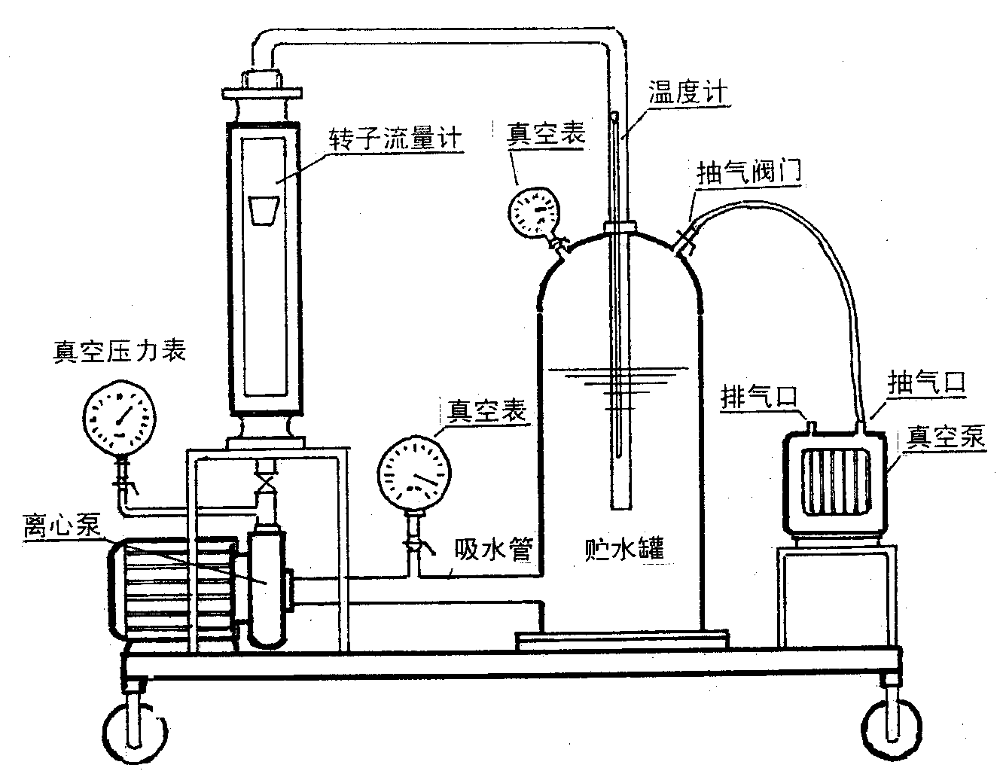 温度计
真空表
转子流量计
抽气阀门
真空压力表
抽气口
排气口
真空表
真空泵
离心泵
吸水管
贮水罐